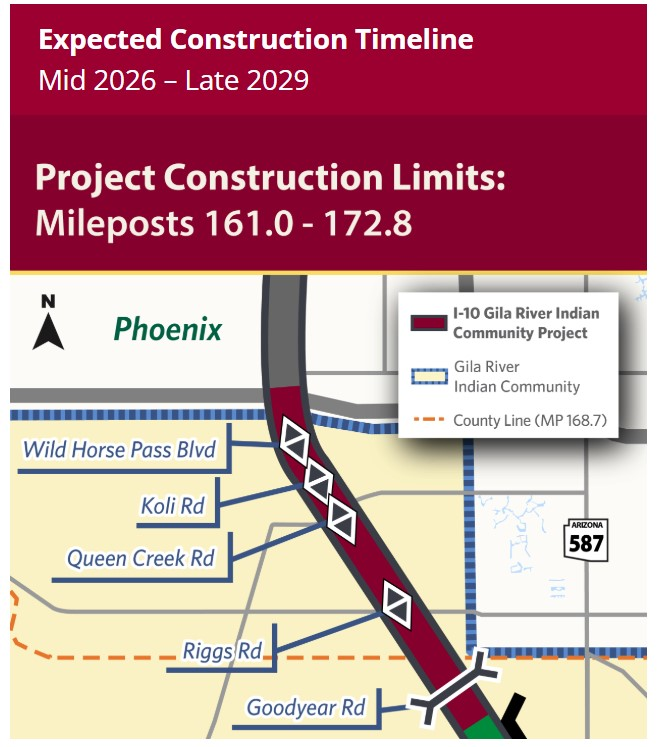 Expected Construction Timeline
Mid 2026 – Late 2029
Project Construction Limits:
Mileposts 161.0 - 172.8
N
Phoenix
I-10 Gila River Indian
Community Project
Gila River
Indian Community
County Line (MP 168.7)
Wild Horse Pass Blvd
Koli Rd
Queen Creek Rd
ARIZONA
587
Riggs Rd
Goodyear Rd